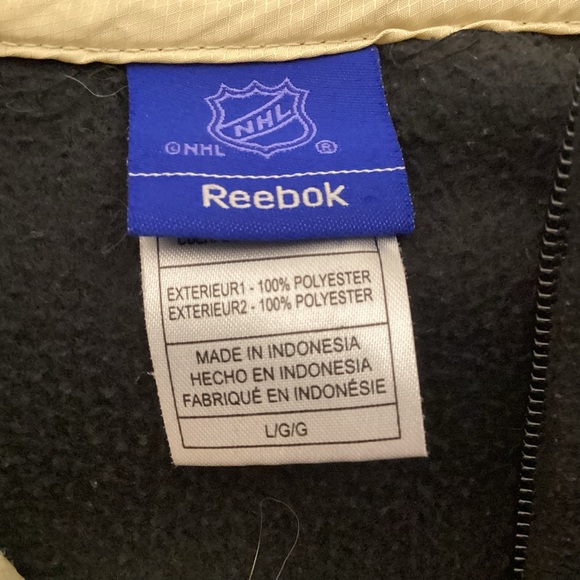 NHL
©NHL ®
Reebok
EXTERIEUR1 - 100% POLYESTER
EXTERIEUR2 - 100% POLYESTER
MADE IN INDONESIA
HECHO EN INDONESIA
FABRIQUÉ EN INDONÉSIE
L/G/G